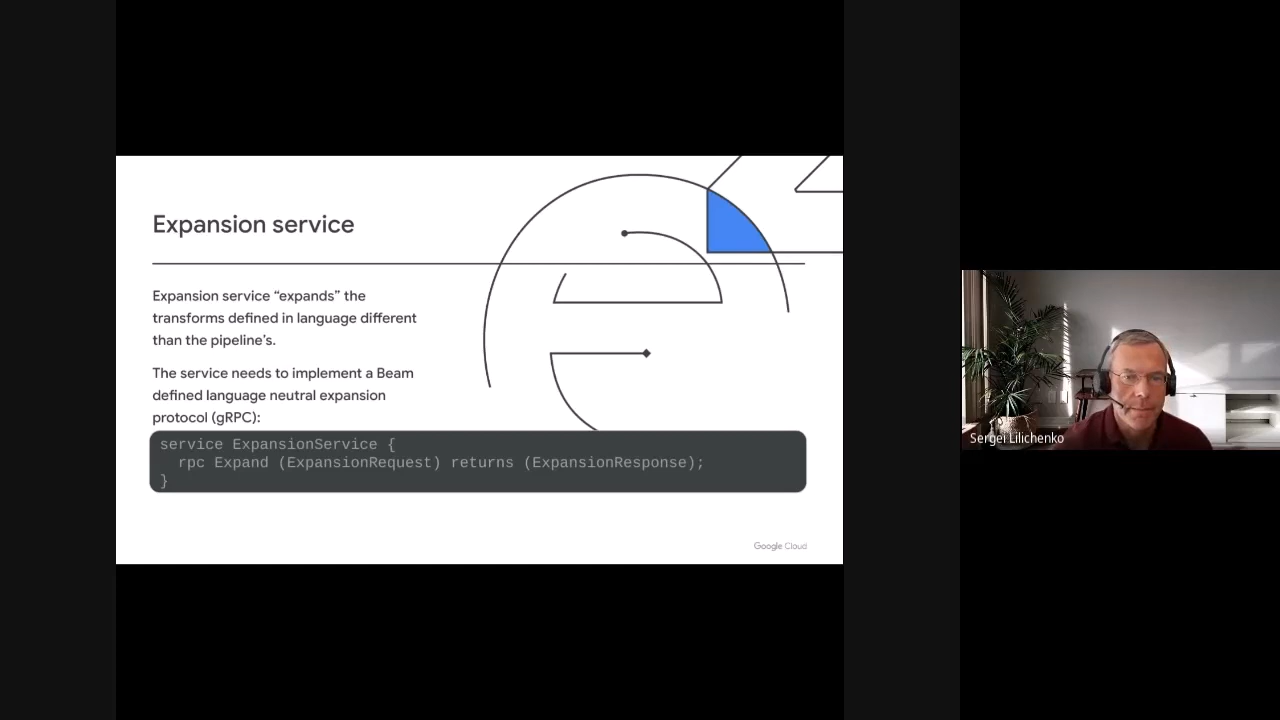 Expansion service
Expansion service “expands” the
transforms defined in language different
than the pipeline’s.
The service needs to implement a Beam
defined language neutral expansion
protocol (gRPC):
service ExpansionService {
  rpc Expand (ExpansionRequest) returns (ExpansionResponse);
}
Google Cloud
Sergei Lilichenko